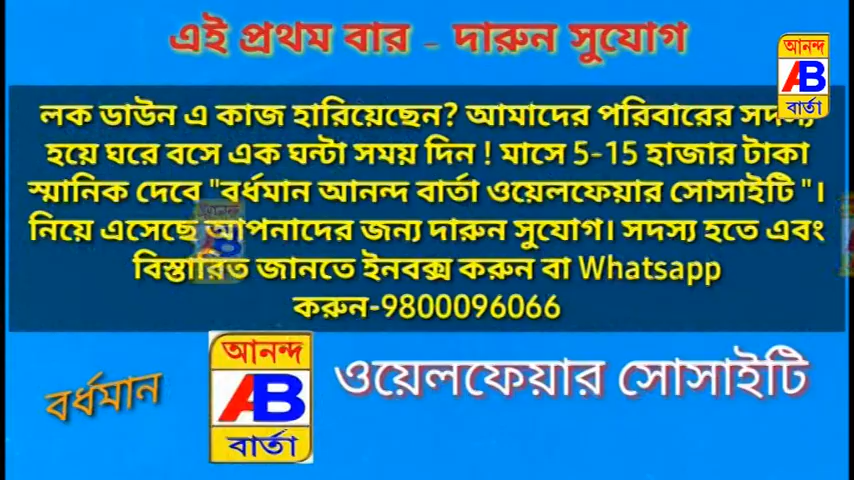 এই প্রথম বার - দারুন সুযোগ
আনন্দ
AB
বার্তা
লক ডাউন এ কাজ হারিয়েছেন? আমাদের পরিবারের সদস্য
হয়ে ঘরে বসে এক ঘন্টা সময় দিন ! মাসে 5-15 হাজার টাকা
স্মানিক দেবে "বর্ধমান আনন্দ বার্তা ওয়েলফেয়ার সোসাইটি "।
নিয়ে এসেছে আপনাদের জন্য দারুন সুযোগ। সদস্য হতে এবং
বিস্তারিত জানতে ইনবক্স করুন বা Whatsapp
করুন-9800096066
বর্ধমান
আনন্দ
AB
বার্তা
ওয়েলফেয়ার সোসাইটি